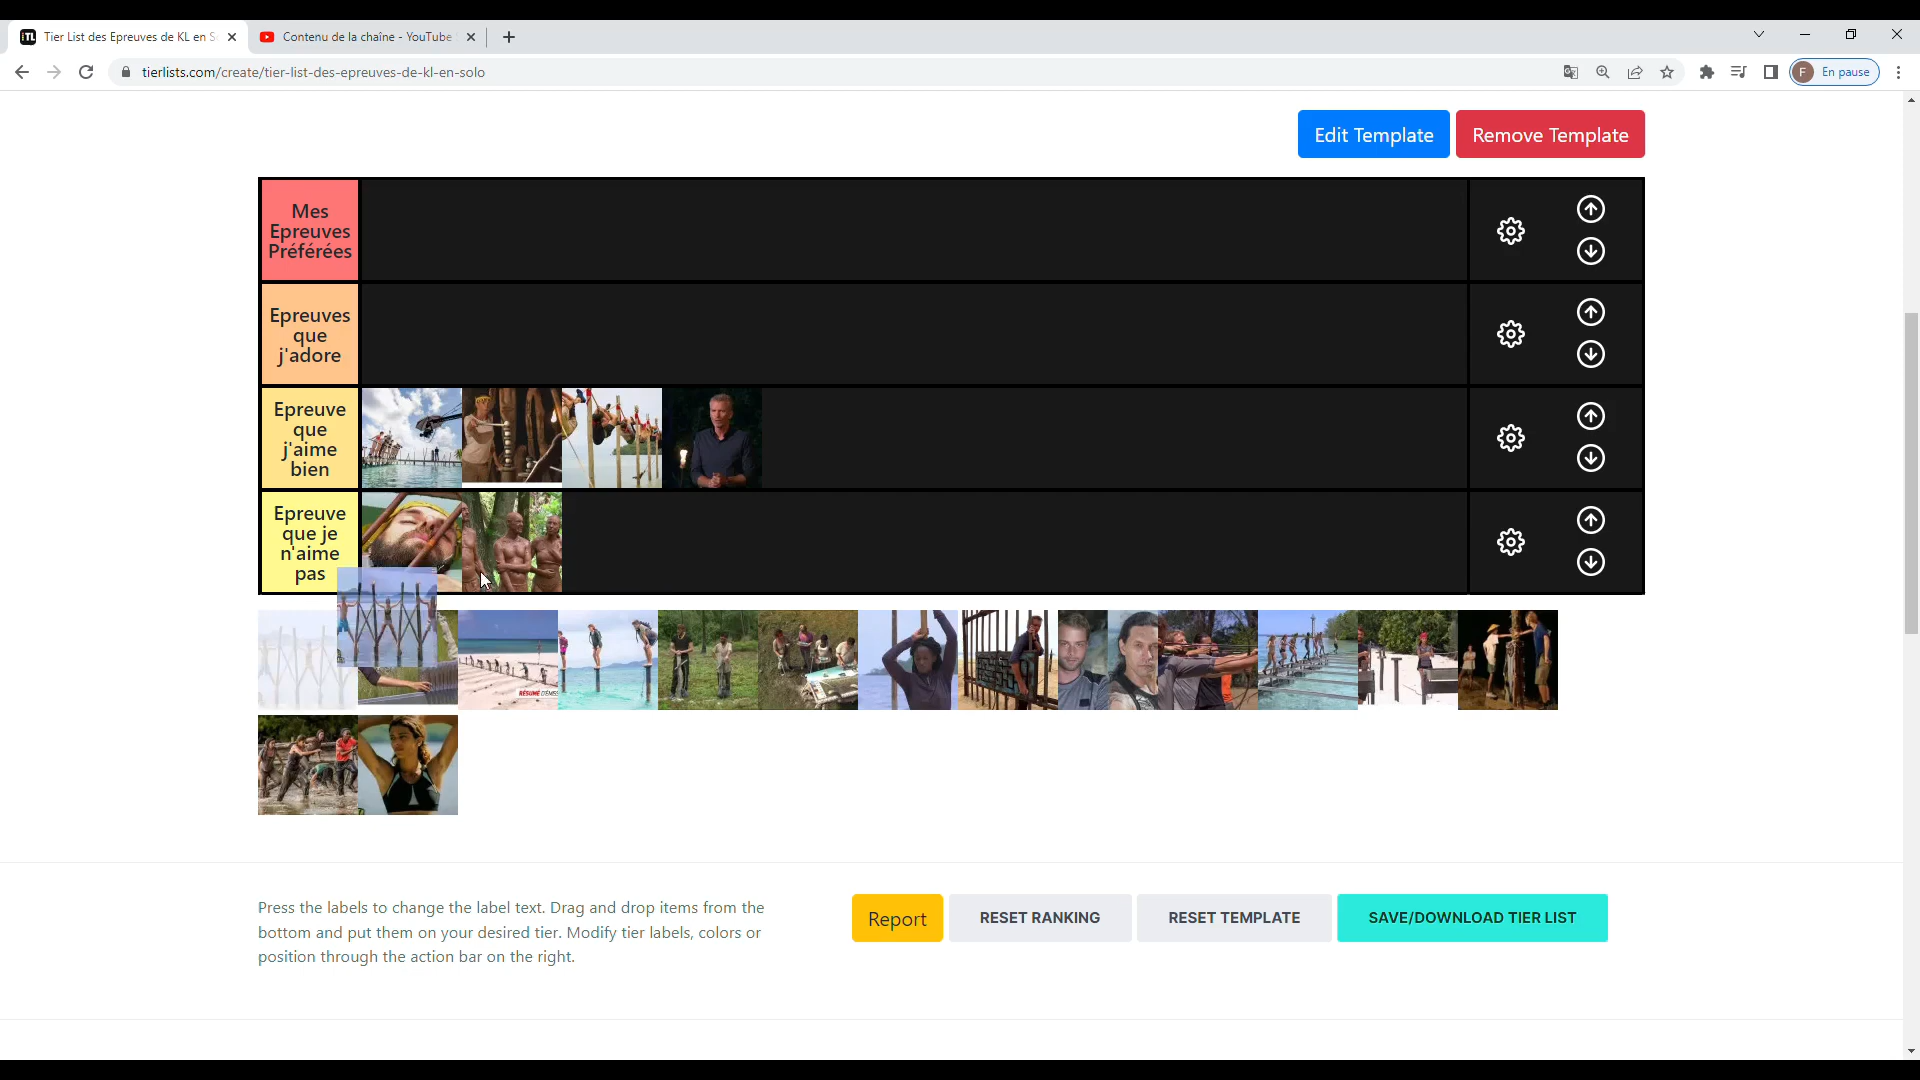 Tier List des Epreuves de KL en S
Contenu de la chaîne - YouTube
tierlists.com/create/tier-list-des-epreuves-de-kl-en-solo
F En pause
Edit Template Remove Template
Mes
Epreuves
Préférées
Epreuves
que
j'adore
Epreuve
que
j'aime
bien
Epreuve
que je
n'aime
pas
RÉSUMÉ D'ÉMIS
Press the labels to change the label text. Drag and drop items from the
bottom and put them on your desired tier. Modify tier labels, colors or
position through the action bar on the right.
Report RESET RANKING RESET TEMPLATE SAVE/DOWNLOAD TIER LIST